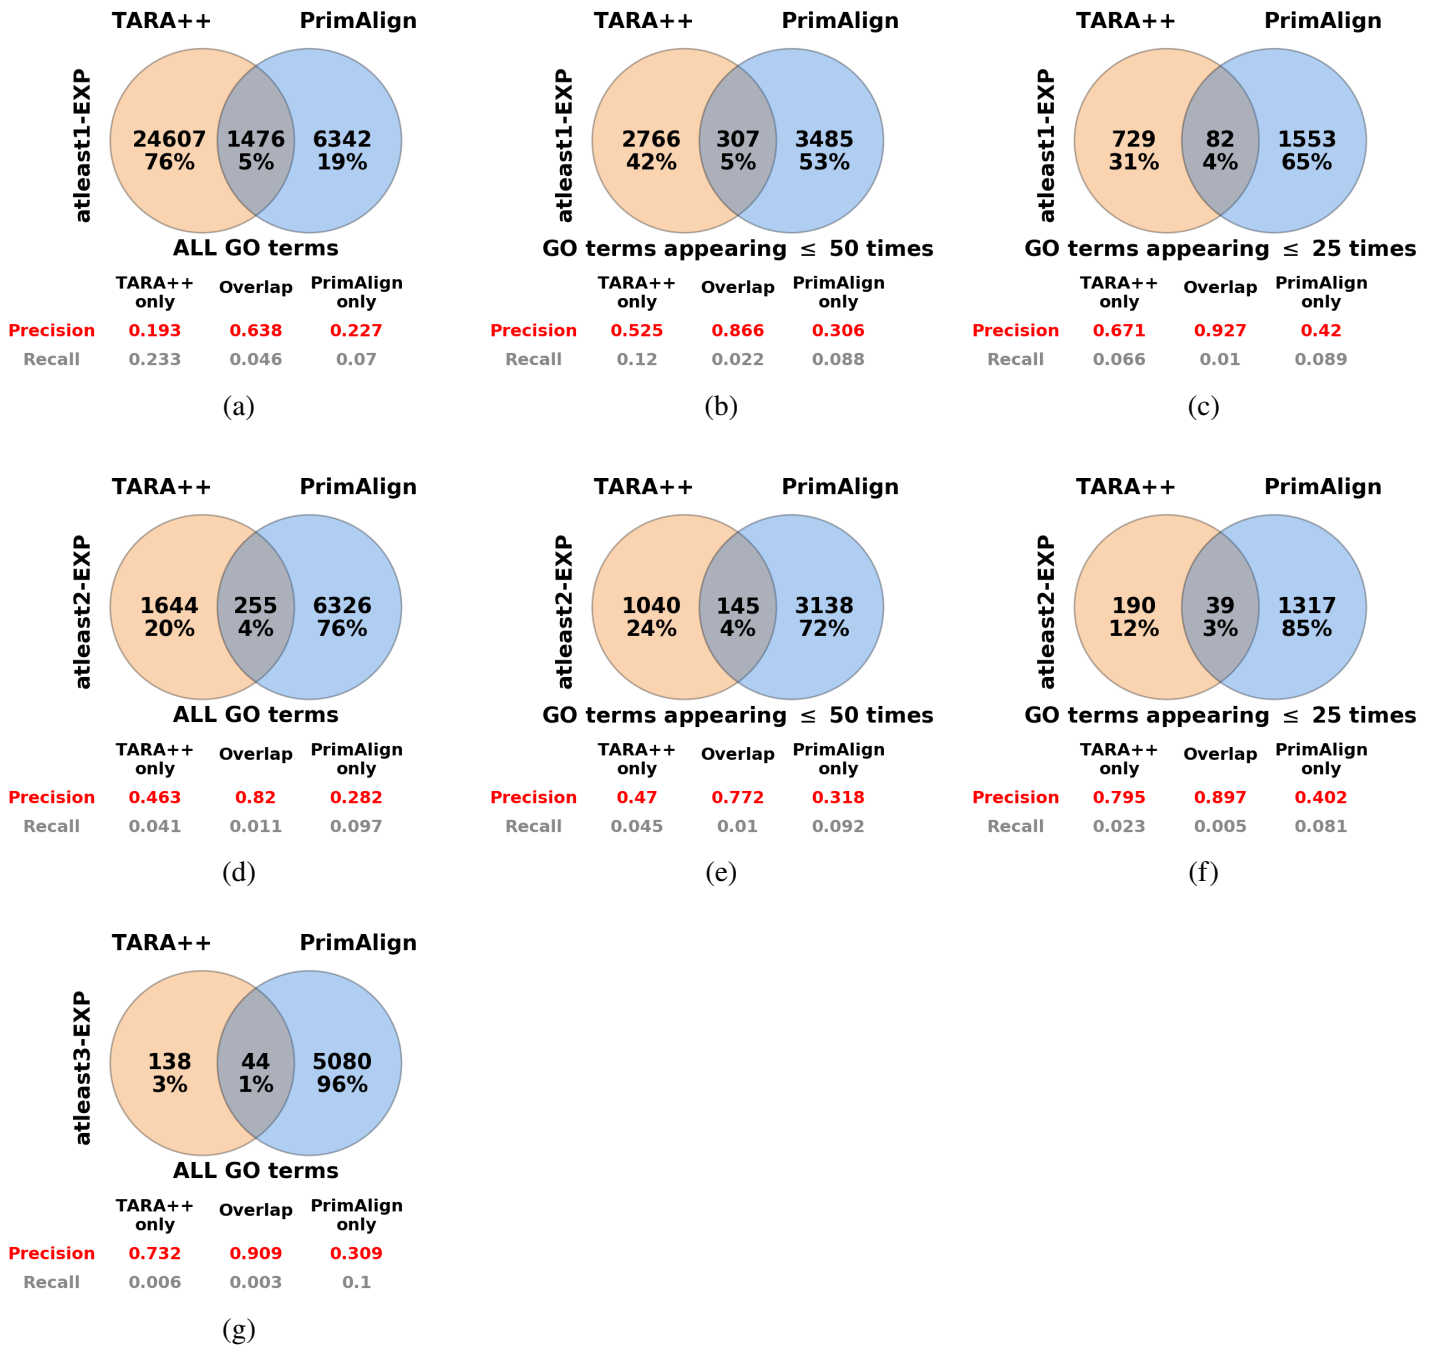 TARA++ PrimAlign
atleast1-EXP
24607 1476 6342
76% 5% 19%
ALL GO terms
TARA++ Overlap PrimAlign
only only
Precision 0.193 0.638 0.227
Recall 0.233 0.046 0.07
(a)
TARA++ PrimAlign
atleast1-EXP
2766 307 3485
42% 5% 53%
GO terms appearing ≤ 50 times
TARA++ Overlap PrimAlign
only only
Precision 0.525 0.866 0.306
Recall 0.12 0.022 0.088
(b)
TARA++ PrimAlign
atleast1-EXP
729 82 1553
31% 4% 65%
GO terms appearing ≤ 25 times
TARA++ Overlap PrimAlign
only only
Precision 0.671 0.927 0.42
Recall 0.066 0.01 0.089
(c)
TARA++ PrimAlign
atleast2-EXP
1644 255 6326
20% 4% 76%
ALL GO terms
TARA++ Overlap PrimAlign
only only
Precision 0.463 0.82 0.282
Recall 0.041 0.011 0.097
(d)
TARA++ PrimAlign
atleast2-EXP
1040 145 3138
24% 4% 72%
GO terms appearing ≤ 50 times
TARA++ Overlap PrimAlign
only only
Precision 0.47 0.772 0.318
Recall 0.045 0.01 0.092
(e)
TARA++ PrimAlign
atleast2-EXP
190 39 1317
12% 3% 85%
GO terms appearing ≤ 25 times
TARA++ Overlap PrimAlign
only only
Precision 0.795 0.897 0.402
Recall 0.023 0.005 0.081
(f)
TARA++ PrimAlign
atleast3-EXP
138 44 5080
3% 1% 96%
ALL GO terms
TARA++ Overlap PrimAlign
only only
Precision 0.732 0.909 0.309
Recall 0.006 0.003 0.1
(g)